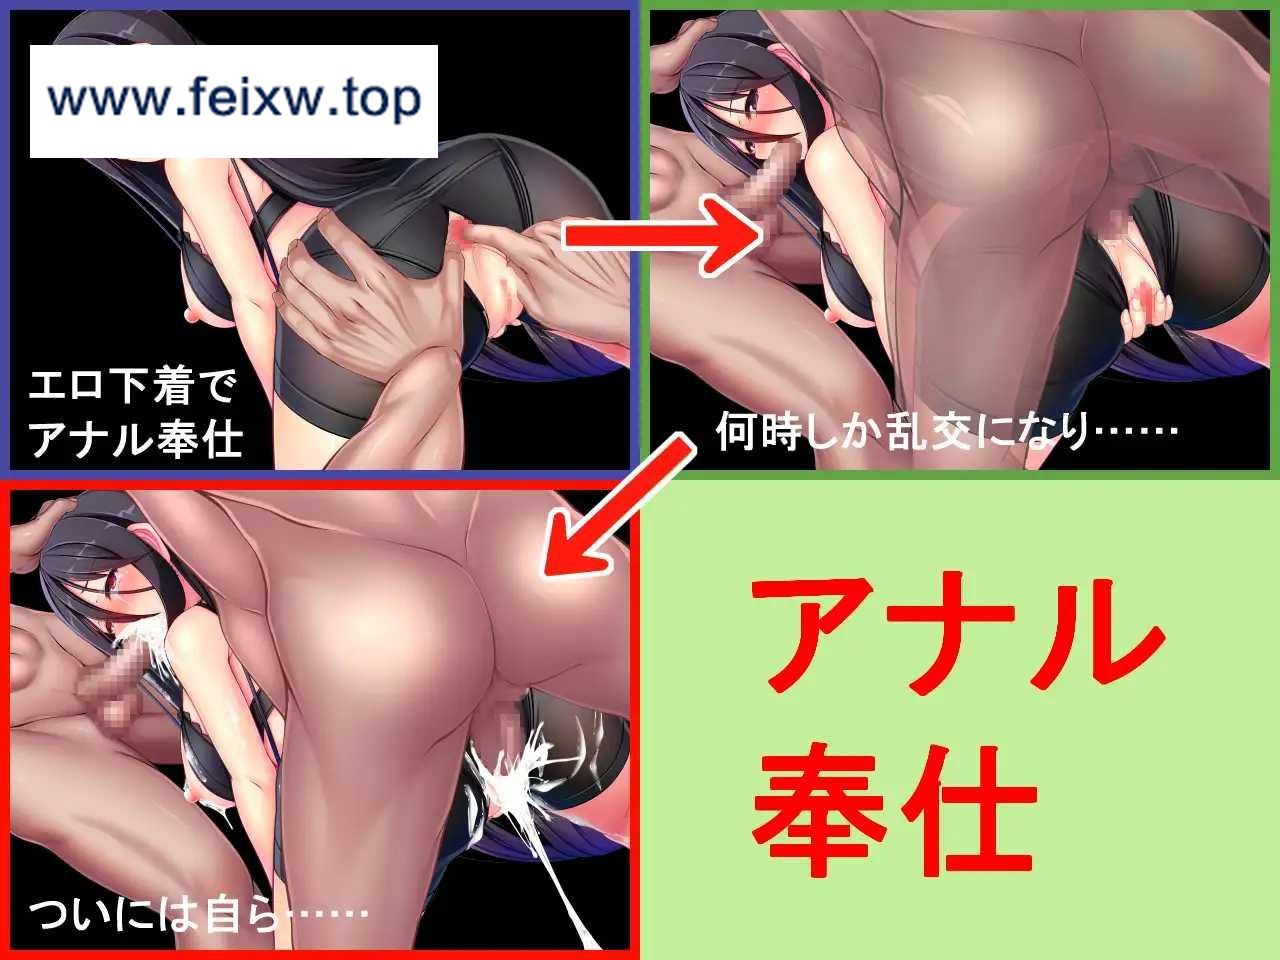 www.feixw.top
エロ下着で
アナル奉仕
何時しか乱交になり……
ついには自ら……
アナル
奉仕